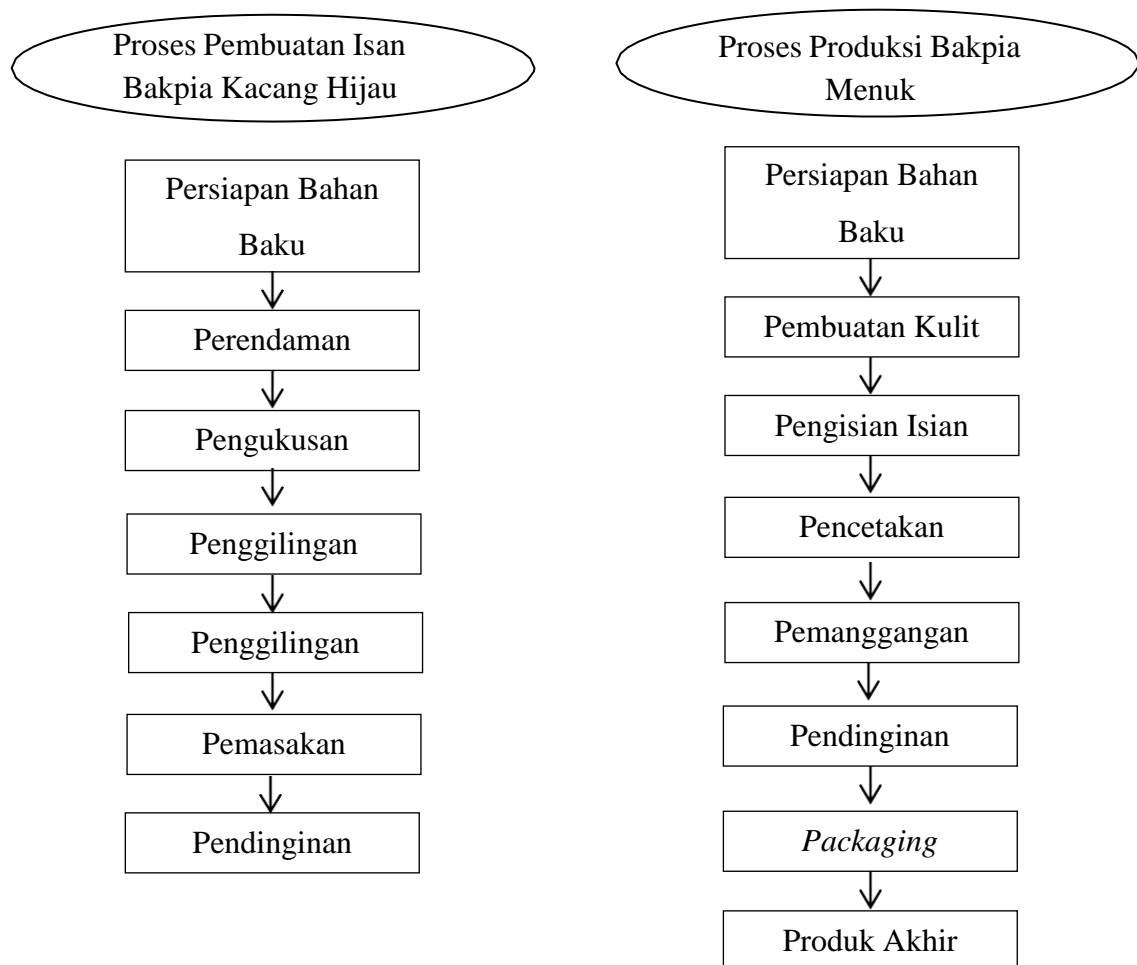 Proses Pembuatan Isan
Bakpia Kacang Hijau
Persiapan Bahan
Baku
Perendaman
Pengukusan
Penggilingan
Penggilingan
Pemasakan
Pendinginan
Proses Produksi Bakpia
Menuk
Persiapan Bahan
Baku
Pembuatan Kulit
Pengisian Isian
Pencetakan
Pemanggangan
Pendinginan
Packaging
Produk Akhir